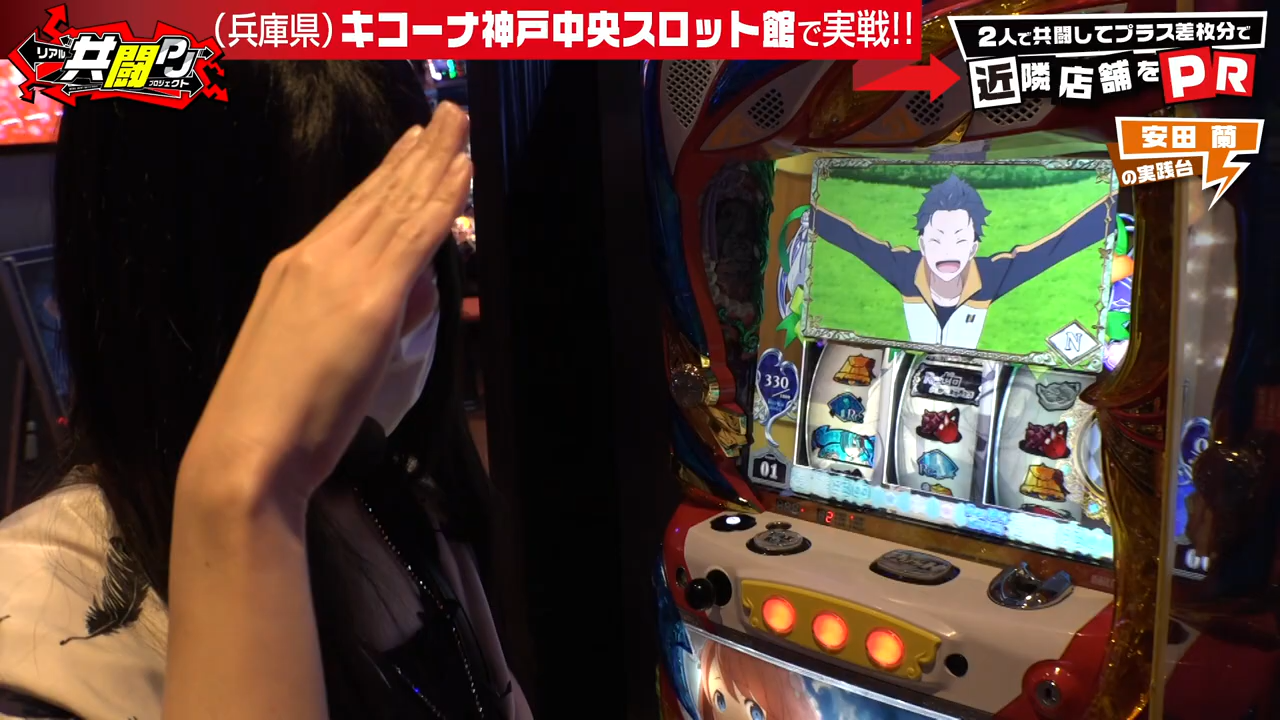 リアル
共闘PJ
プロジェクト
（兵庫県）キコーナ神戸中央スロット館で実戦!!
2人で共闘してプラス差枚分で
近隣店舗をPR
安田 蘭
の実践台
N
330
01